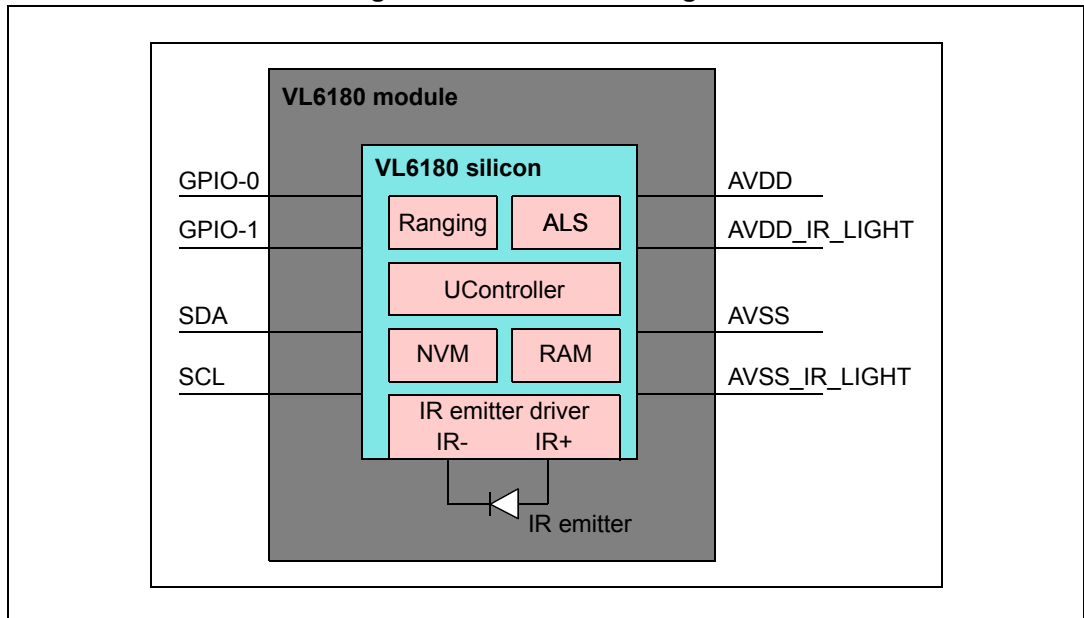 VL6180 module
VL6180 silicon
GPIO-0
GPIO-1
SDA
SCL
Ranging
ALS
UController
NVM
RAM
IR emitter driver
IR-
IR+
IR emitter
AVDD
AVDD_IR_LIGHT
AVSS
AVSS_IR_LIGHT